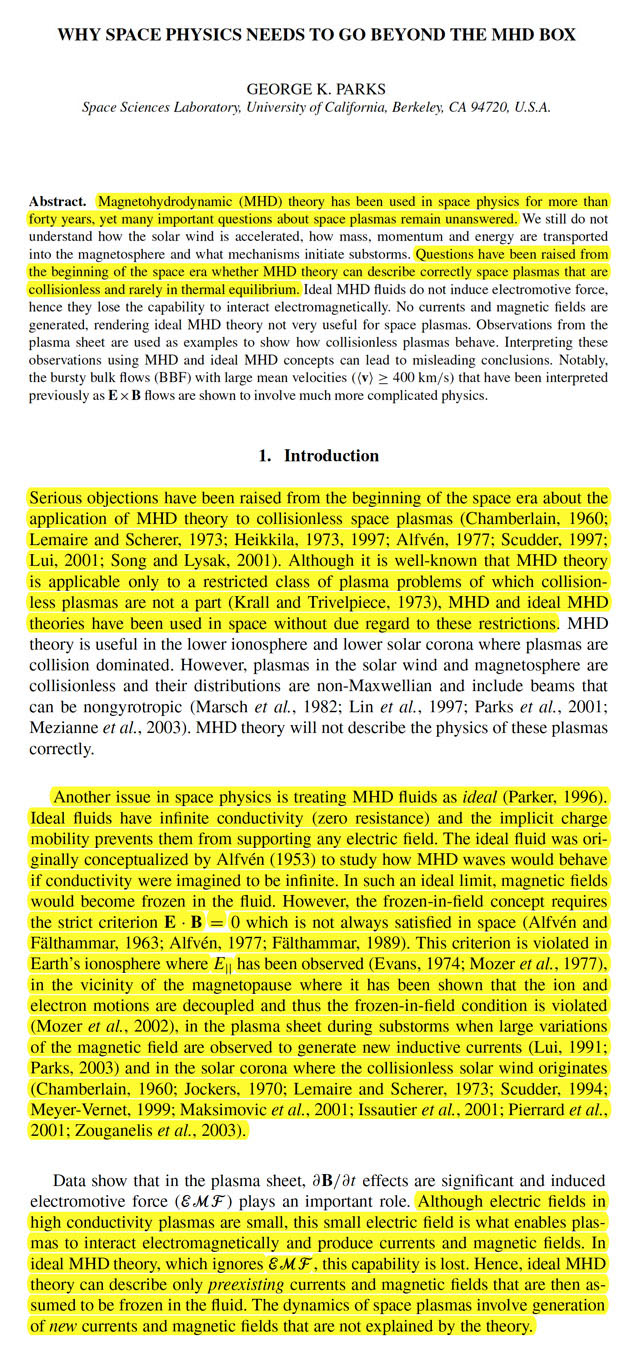 WHY SPACE PHYSICS NEEDS TO GO BEYOND THE MHD BOX
GEORGE K. PARKS
Space Sciences Laboratory, University of California, Berkeley, CA 94720, U.S.A.
Abstract. Magnetohydrodynamic (MHD) theory has been used in space physics for more than
forty years, yet many important questions about space plasmas remain unanswered. We still do not
understand how the solar wind is accelerated, how mass, momentum and energy are transported
into the magnetosphere and what mechanisms initiate substorms. Questions have been raised from
the beginning of the space era whether MHD theory can describe correctly space plasmas that are
collisionless and rarely in thermal equilibrium. Ideal MHD fluids do not induce electromotive force,
hence they lose the capability to interact electromagnetically. No currents and magnetic fields are
generated, rendering ideal MHD theory not very useful for space plasmas. Observations from the
plasma sheet are used as examples to show how collisionless plasmas behave. Interpreting these
observations using MHD and ideal MHD concepts can lead to misleading conclusions. Notably,
the bursty bulk flows (BBF) with large mean velocities (⟨v⟩ ≥ 400 km/s) that have been interpreted
previously as E×B flows are shown to involve much more complicated physics.
1. Introduction
Serious objections have been raised from the beginning of the space era about the
application of MHD theory to collisionless space plasmas (Chamberlain, 1960;
Lemaire and Scherer, 1973; Heikkila, 1973, 1997; Alfvén, 1977; Scudder, 1997;
Lui, 2001; Song and Lysak, 2001). Although it is well-known that MHD theory
is applicable only to a restricted class of plasma problems of which collision-
less plasmas are not a part (Krall and Trivelpiece, 1973), MHD and ideal MHD
theories have been used in space without due regard to these restrictions. MHD
theory is useful in the lower ionosphere and lower solar corona where plasmas are
collision dominated. However, plasmas in the solar wind and magnetosphere are
collisionless and their distributions are non-Maxwellian and include beams that
can be nongyrotropic (Marsch et al., 1982; Lin et al., 1997; Parks et al., 2001;
Mezianne et al., 2003). MHD theory will not describe the physics of these plasmas
correctly.
Another issue in space physics is treating MHD fluids as ideal (Parker, 1996).
Ideal fluids have infinite conductivity (zero resistance) and the implicit charge
mobility prevents them from supporting any electric field. The ideal fluid was ori-
ginally conceptualized by Alfvén (1953) to study how MHD waves would behave
if conductivity were imagined to be infinite. In such an ideal limit, magnetic fields
would become frozen in the fluid. However, the frozen-in-field concept requires
the strict criterion E · B = 0 which is not always satisfied in space (Alfvén and
Fälthammar, 1963; Alfvén, 1977; Fälthammar, 1989). This criterion is violated in
Earth's ionosphere where E|| has been observed (Evans, 1974; Mozer et al., 1977),
in the vicinity of the magnetopause where it has been shown that the ion and
electron motions are decoupled and thus the frozen-in-field condition is violated
(Mozer et al., 2002), in the plasma sheet during substorms when large variations
of the magnetic field are observed to generate new inductive currents (Lui, 1991;
Parks, 2003) and in the solar corona where the collisionless solar wind originates
(Chamberlain, 1960; Jockers, 1970; Lemaire and Scherer, 1973; Scudder, 1994;
Meyer-Vernet, 1999; Maksimovic et al., 2001; Issautier et al., 2001; Pierrard et al.,
2001; Zouganelis et al., 2003).
Data show that in the plasma sheet, ∂B/∂t effects are significant and induced
electromotive force (ℰℳℱ) plays an important role. Although electric fields in
high conductivity plasmas are small, this small electric field is what enables plas-
mas to interact electromagnetically and produce currents and magnetic fields. In
ideal MHD theory, which ignores ℰℳℱ, this capability is lost. Hence, ideal MHD
theory can describe only preexisting currents and magnetic fields that are then as-
sumed to be frozen in the fluid. The dynamics of space plasmas involve generation
of new currents and magnetic fields that are not explained by the theory.